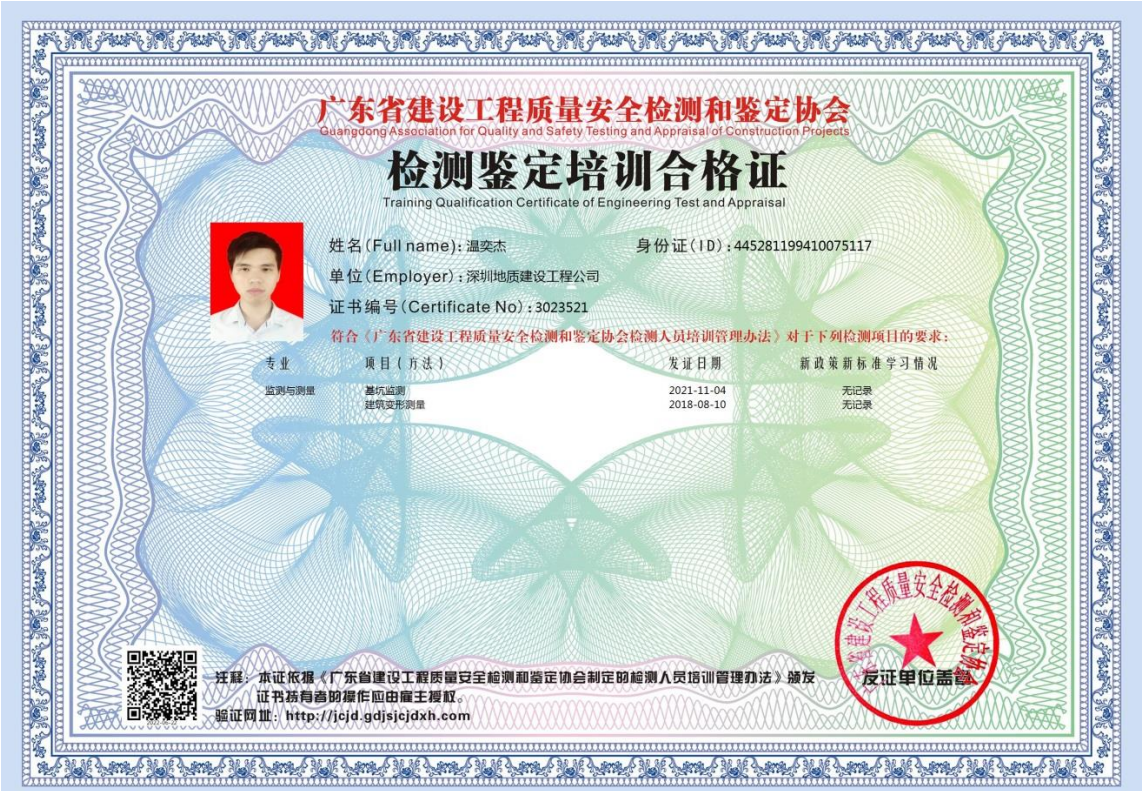 广东省建设工程质量安全检测和鉴定协会
Guangdong Association for Quality and Safety Testing and Appraisal of Construction Projects
检测鉴定培训合格证
Training Qualification Certificate of Engineering Test and Appraisal
姓名(Full name):温奕杰 身份证(ID):445281199410075117
单位(Employer):深圳地质建设工程公司
证书编号(Certificate No):3023521
符合《广东省建设工程质量安全检测和鉴定协会检测人员培训管理办法》对于下列检测项目的要求:
专业 项目(方法) 发证日期 新政策新标准学习情况
监测与测量 基坑监测 2021-11-04 无记录
建筑变形测量 2018-08-10 无记录
广东省建设工程质量安全检测和鉴定协会
注释:本证依据《广东省建设工程质量安全检测和鉴定协会制定的检测人员培训管理办法》颁发
证书持有者的操作应由雇主授权。
发证单位盖章
验证网址:http://jcjd.gdjsjcjdxh.com